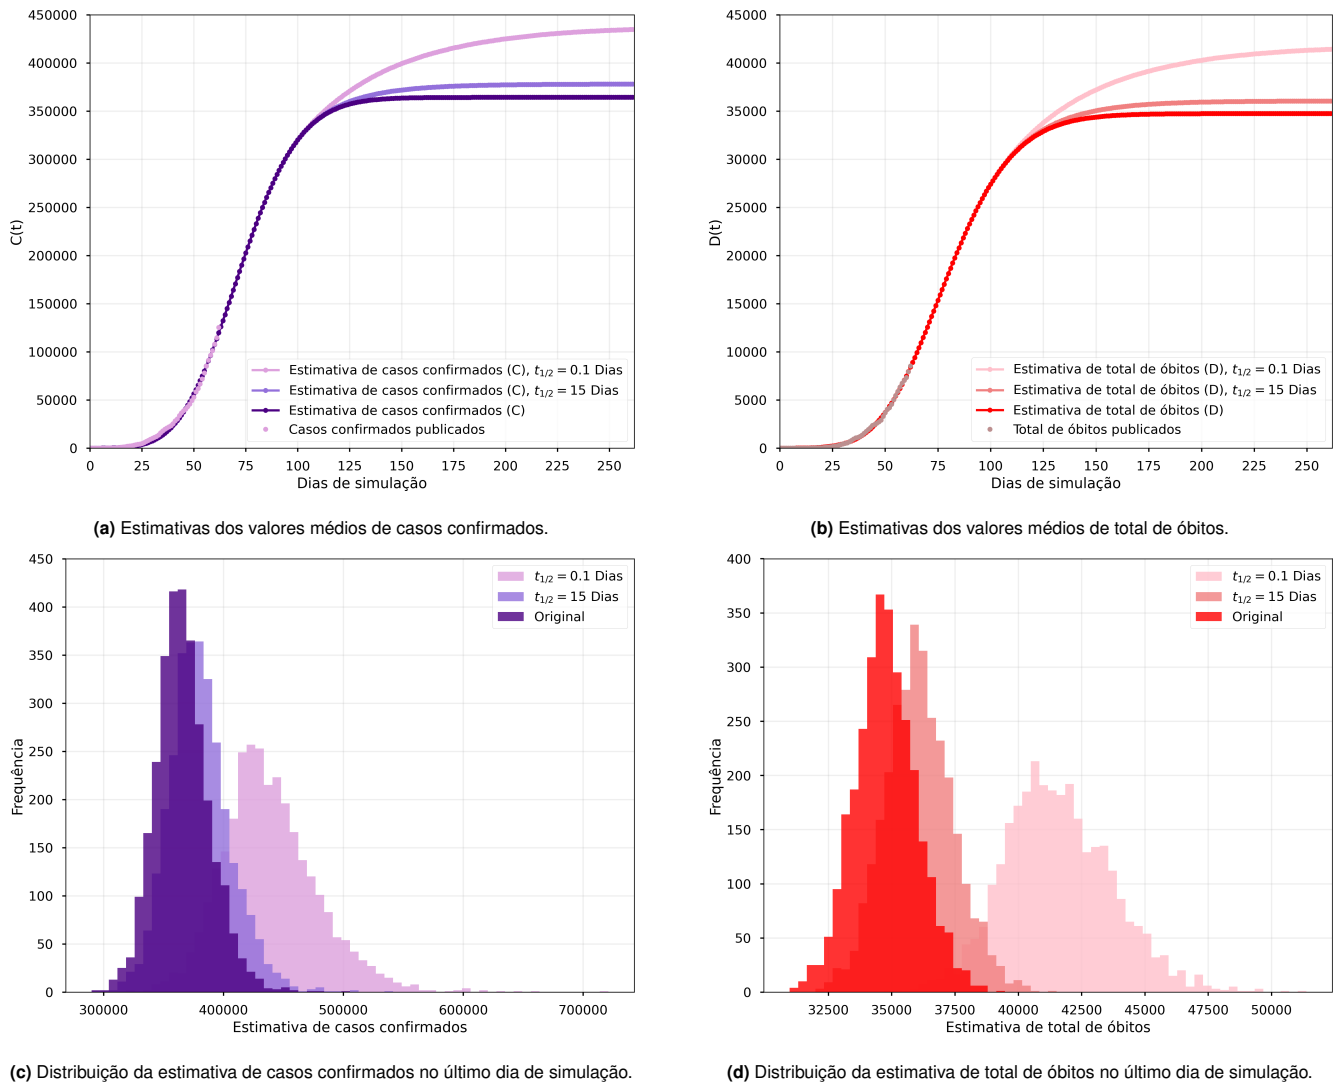 450000
400000
350000
300000
250000
200000
150000
100000
50000
0
C(t)
0 25 50 75 100 125 150 175 200 225 250
Dias de simulação
Estimativa de casos confirmados (C), t1/2 = 0.1 Dias
Estimativa de casos confirmados (C), t1/2 = 15 Dias
Estimativa de casos confirmados (C)
Casos confirmados publicados
(a) Estimativas dos valores médios de casos confirmados.
45000
40000
35000
30000
25000
20000
15000
10000
5000
0
D(t)
0 25 50 75 100 125 150 175 200 225 250
Dias de simulação
Estimativa de total de óbitos (D), t1/2 = 0.1 Dias
Estimativa de total de óbitos (D), t1/2 = 15 Dias
Estimativa de total de óbitos (D)
Total de óbitos publicados
(b) Estimativas dos valores médios de total de óbitos.
450
400
350
300
250
200
150
100
50
0
Frequência
300000 400000 500000 600000 700000
Estimativa de casos confirmados
t1/2 = 0.1 Dias
t1/2 = 15 Dias
Original
(c) Distribuição da estimativa de casos confirmados no último dia de simulação.
400
350
300
250
200
150
100
50
0
Frequência
32500 35000 37500 40000 42500 45000 47500 50000
Estimativa de total de óbitos
t1/2 = 0.1 Dias
t1/2 = 15 Dias
Original
(d) Distribuição da estimativa de total de óbitos no último dia de simulação.